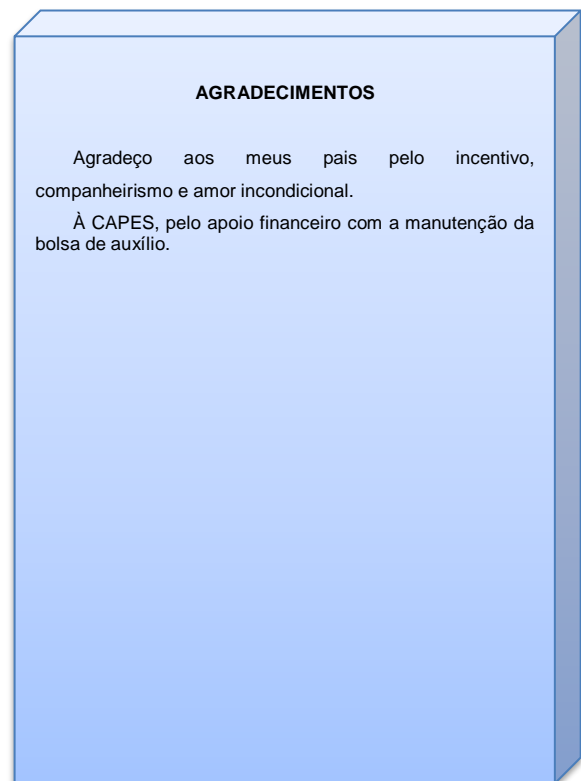 AGRADECIMENTOS
Agradeço aos meus pais pelo incentivo,
companheirismo e amor incondicional.
À CAPES, pelo apoio financeiro com a manutenção da
bolsa de auxílio.